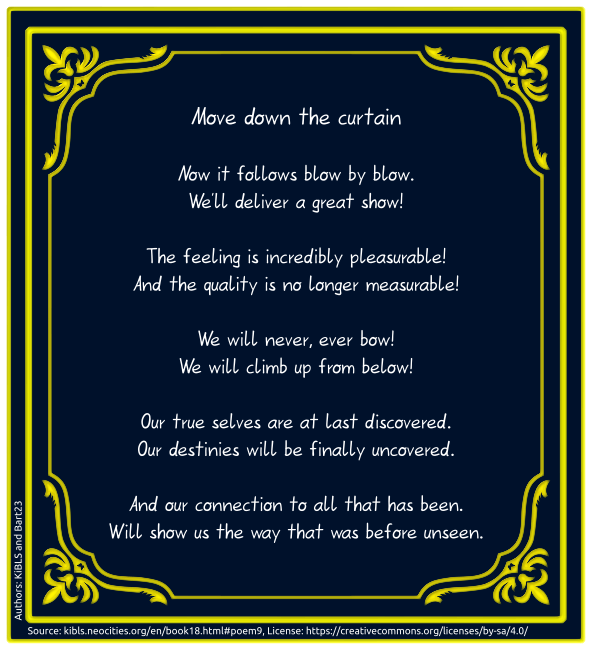 Move down the curtain
Now it follows blow by blow.
We'll deliver a great show!
The feeling is incredibly pleasurable!
And the quality is no longer measurable!
We will never, ever bow!
We will climb up from below!
Our true selves are at last discovered.
Our destinies will be finally uncovered.
And our connection to all that has been.
Will show us the way that was before unseen.
Authors: KiBLS and Bart23
Source: kibls.neocities.org/en/book18.html#poem9, License: https://creativecommons.org/licenses/by-sa/4.0/